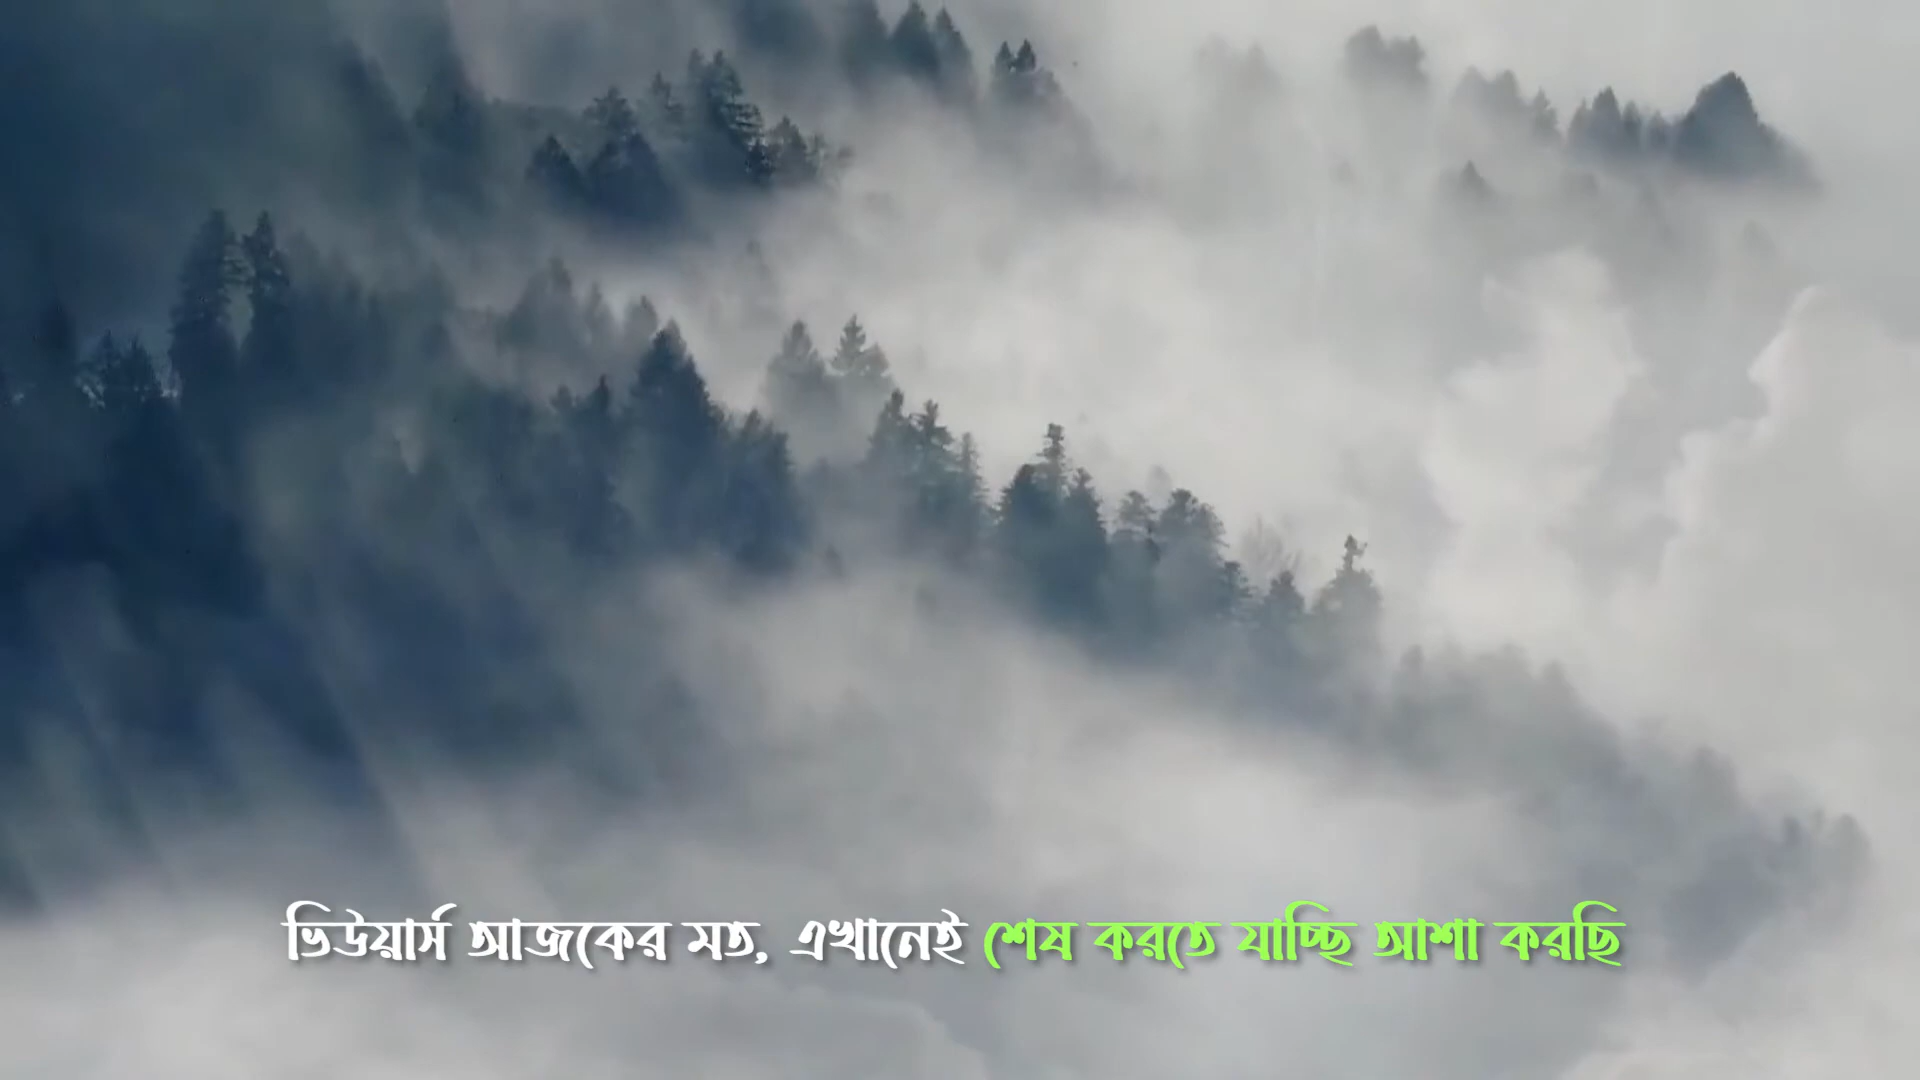 ভিউয়ার্স আজকের মত, এখানেই শেষ করতে যাচ্ছি আশা করছি